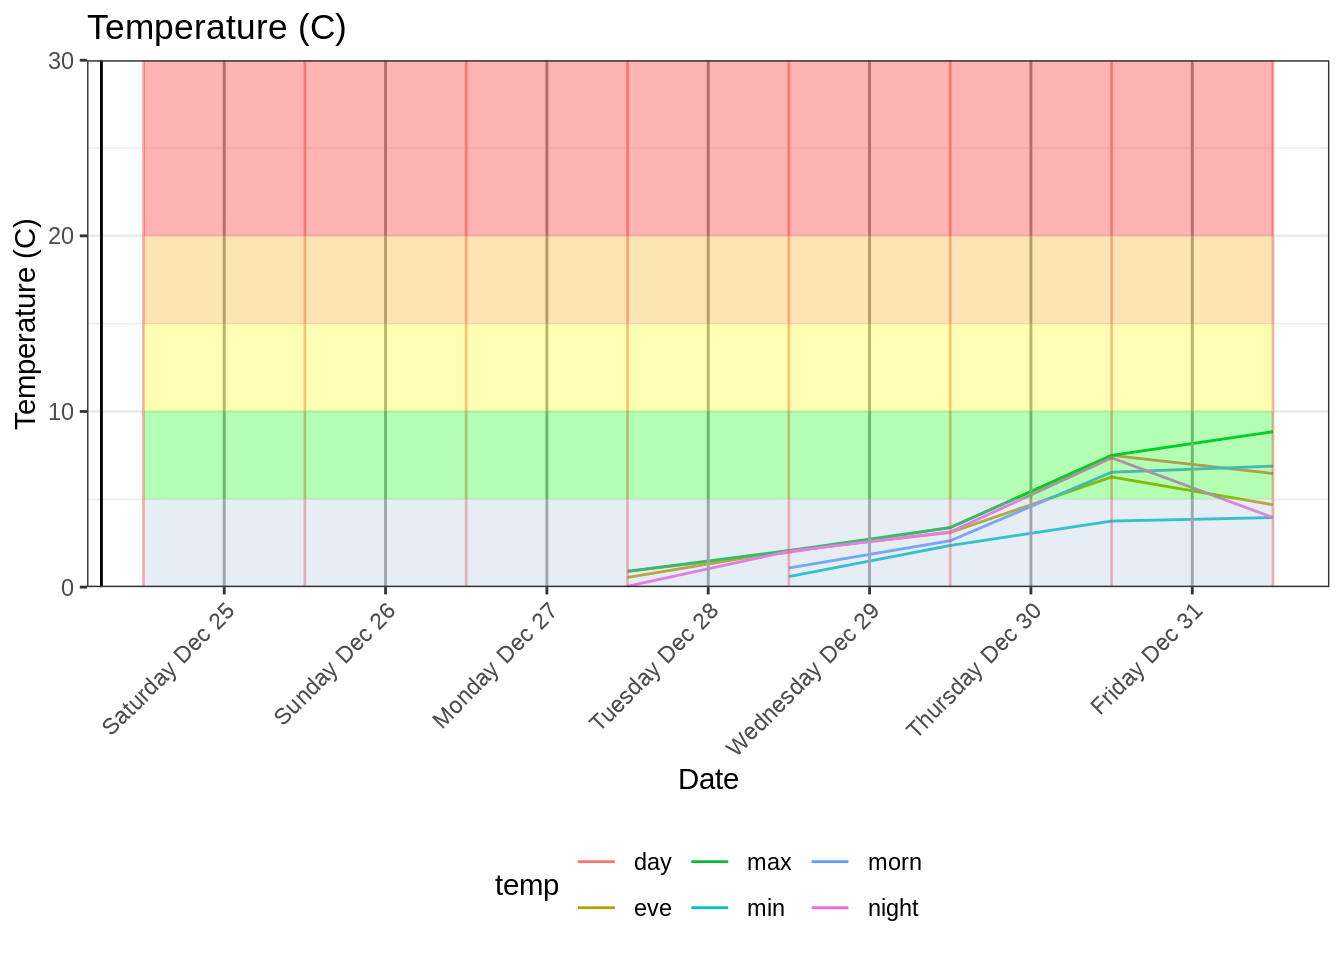 Temperature (C)
Temperature (C)
30
20
10
0
Saturday Dec 25
Sunday Dec 26
Monday Dec 27
Tuesday Dec 28
Wednesday Dec 29
Thursday Dec 30
Friday Dec 31
Date
temp
day max morn
eve min night